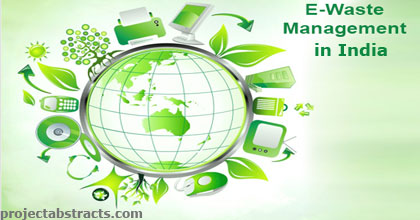 E-Waste
Management
in India
projectabstracts.com